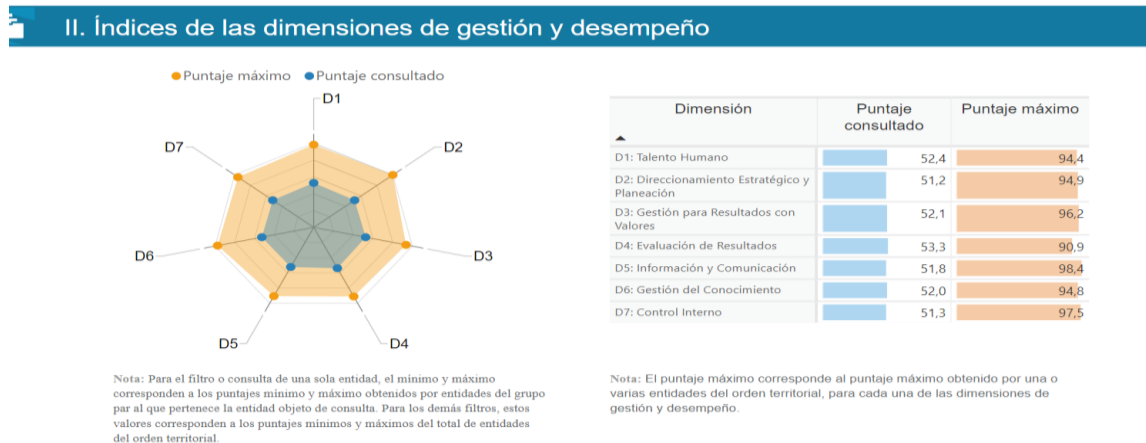 II. Índices de las dimensiones de gestión y desempeño
Puntaje máximo Puntaje consultado
D1
D2
D3
D4
D5
D6
D7
Nota: Para el filtro o consulta de una sola entidad, el mínimo y máximo
corresponden a los puntajes mínimo y máximo obtenidos por entidades del grupo
par al que pertenece la entidad objeto de consulta. Para los demás filtros, estos
valores corresponden a los puntajes mínimos y máximos del total de entidades
del orden territorial.
Dimensión Puntaje consultado Puntaje máximo
D1: Talento Humano 52,4 94,4
D2: Direccionamiento Estratégico y
Planeación 51,2 94,9
D3: Gestión para Resultados con
Valores 52,1 96,2
D4: Evaluación de Resultados 53,3 90,9
D5: Información y Comunicación 51,8 98,4
D6: Gestión del Conocimiento 52,0 94,8
D7: Control Interno 51,3 97,5
Nota: El puntaje máximo corresponde al puntaje máximo obtenido por una o
varias entidades del orden territorial, para cada una de las dimensiones de
gestión y desempeño.